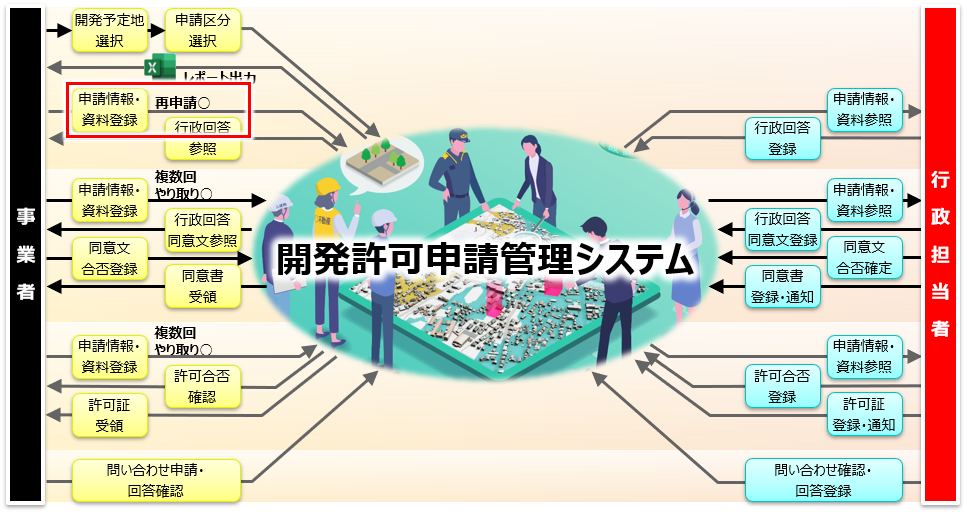 事業者
開発予定地
選択
申請区分
選択
レポート出力
申請情報・
資料登録
再申請○
行政回答
参照
申請情報・
資料登録
複数回
やり取り○
行政回答
同意文参照
同意文
合否登録
同意書
受領
申請情報・
資料登録
複数回
やり取り○
許可合否
確認
許可証
受領
問い合わせ申請・
回答確認
開発許可申請管理システム
申請情報・
資料参照
行政回答
登録
申請情報・
資料参照
行政回答
同意文登録
同意文
合否確定
同意書
登録・通知
申請情報・
資料参照
許可合否
登録
許可証
登録・通知
問い合わせ確認・
回答登録
行政担当者